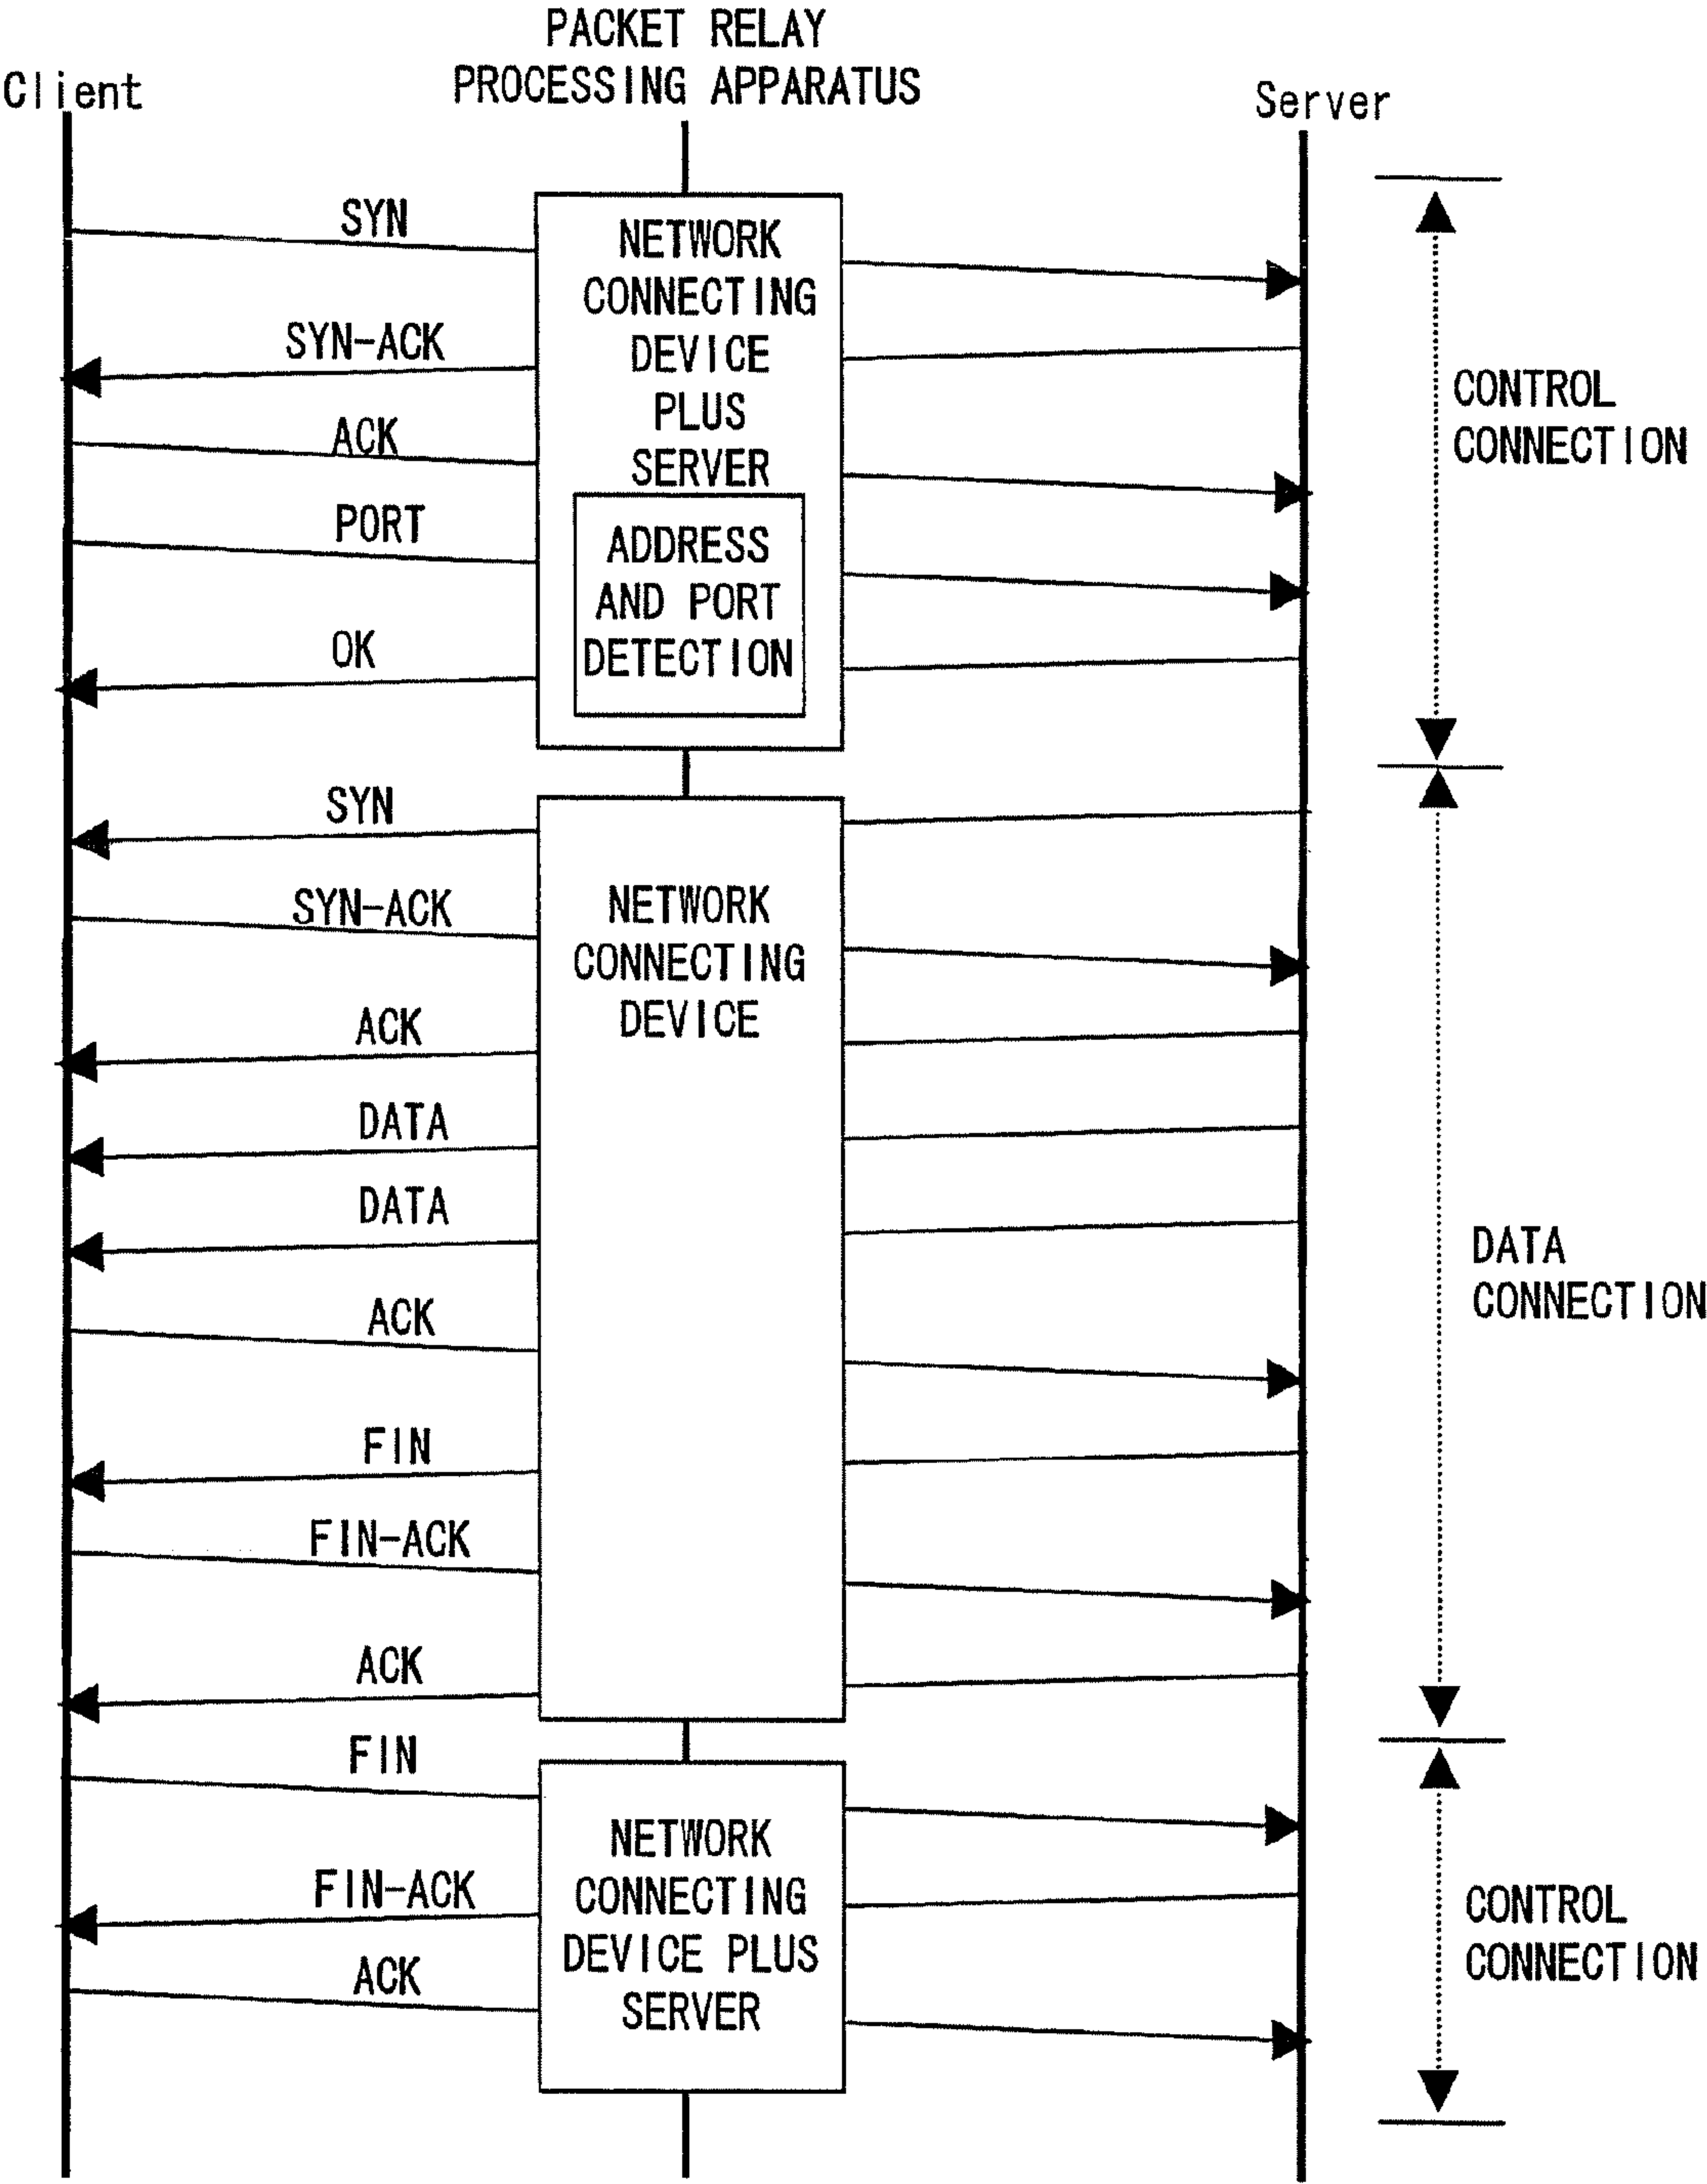 PACKET RELAY
PROCESSING APPARATUS
Client
Server
SYN
NETWORK
CONNECTING
DEVICE
PLUS
SERVER
SYN-ACK
ACK
PORT
ADDRESS
AND PORT
DETECTION
OK
CONTROL
CONNECTION
SYN
SYN-ACK
NETWORK
CONNECTING
DEVICE
ACK
DATA
DATA
ACK
FIN
FIN-ACK
ACK
DATA
CONNECTION
FIN
FIN-ACK
ACK
NETWORK
CONNECTING
DEVICE PLUS
SERVER
CONTROL
CONNECTION